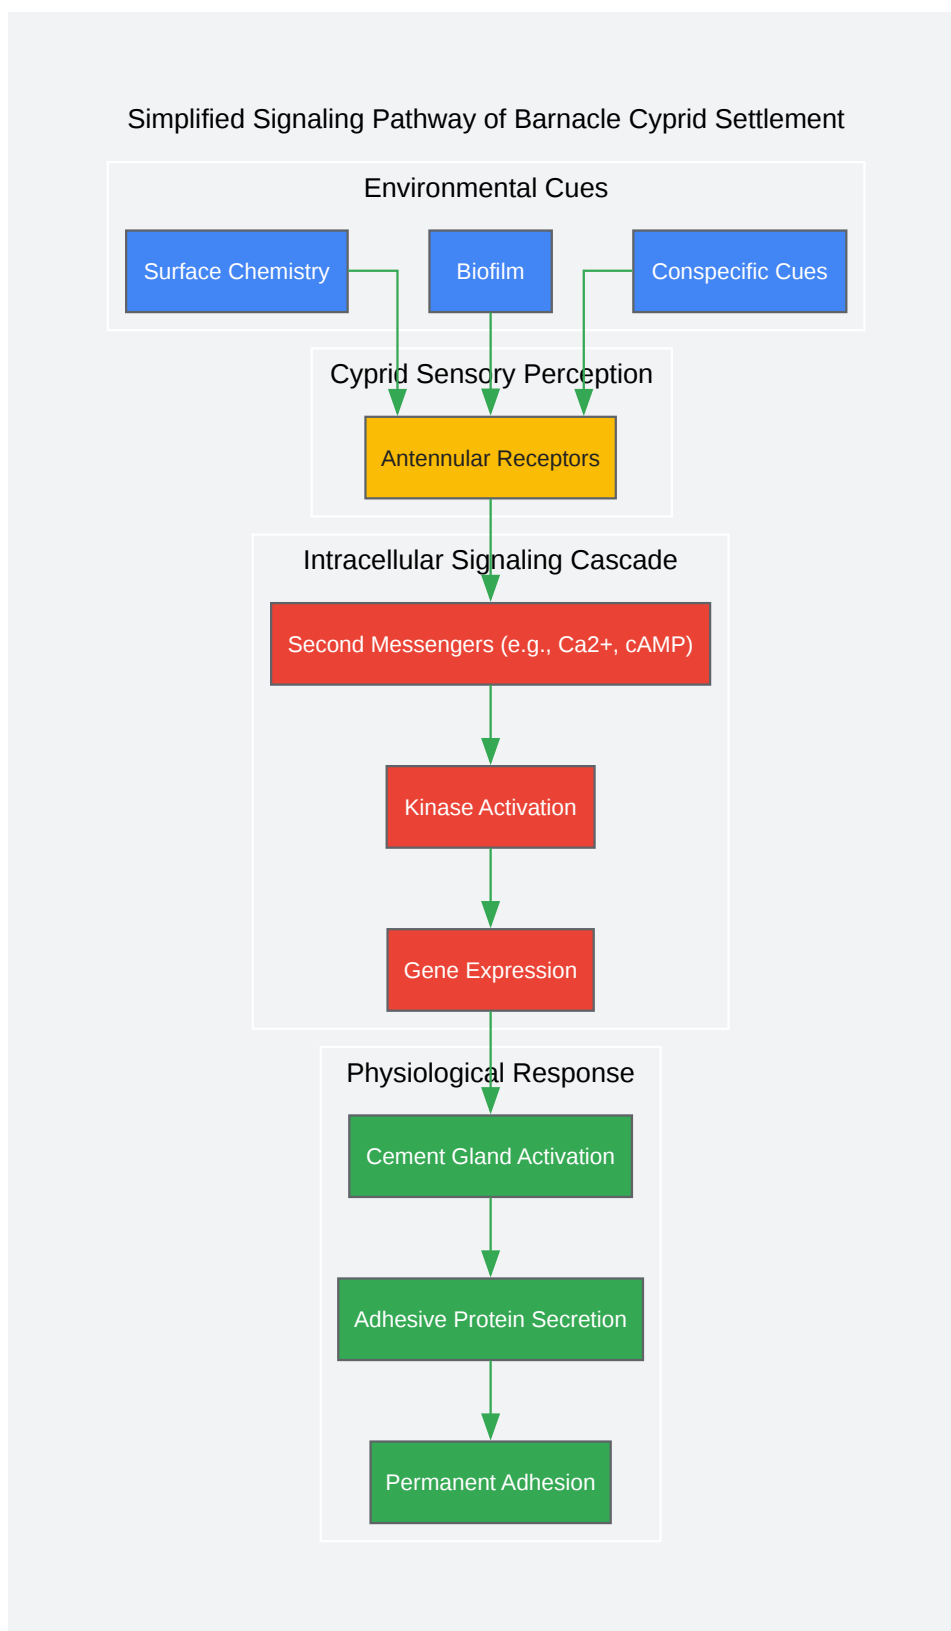 Simplified Signaling Pathway of Barnacle Cyprid Settlement
Environmental Cues
Surface Chemistry
Biofilm
Conspecific Cues
Cyprid Sensory Perception
Antennular Receptors
Intracellular Signaling Cascade
Second Messengers (e.g., Ca2+, cAMP)
Kinase Activation
Gene Expression
Physiological Response
Cement Gland Activation
Adhesive Protein Secretion
Permanent Adhesion